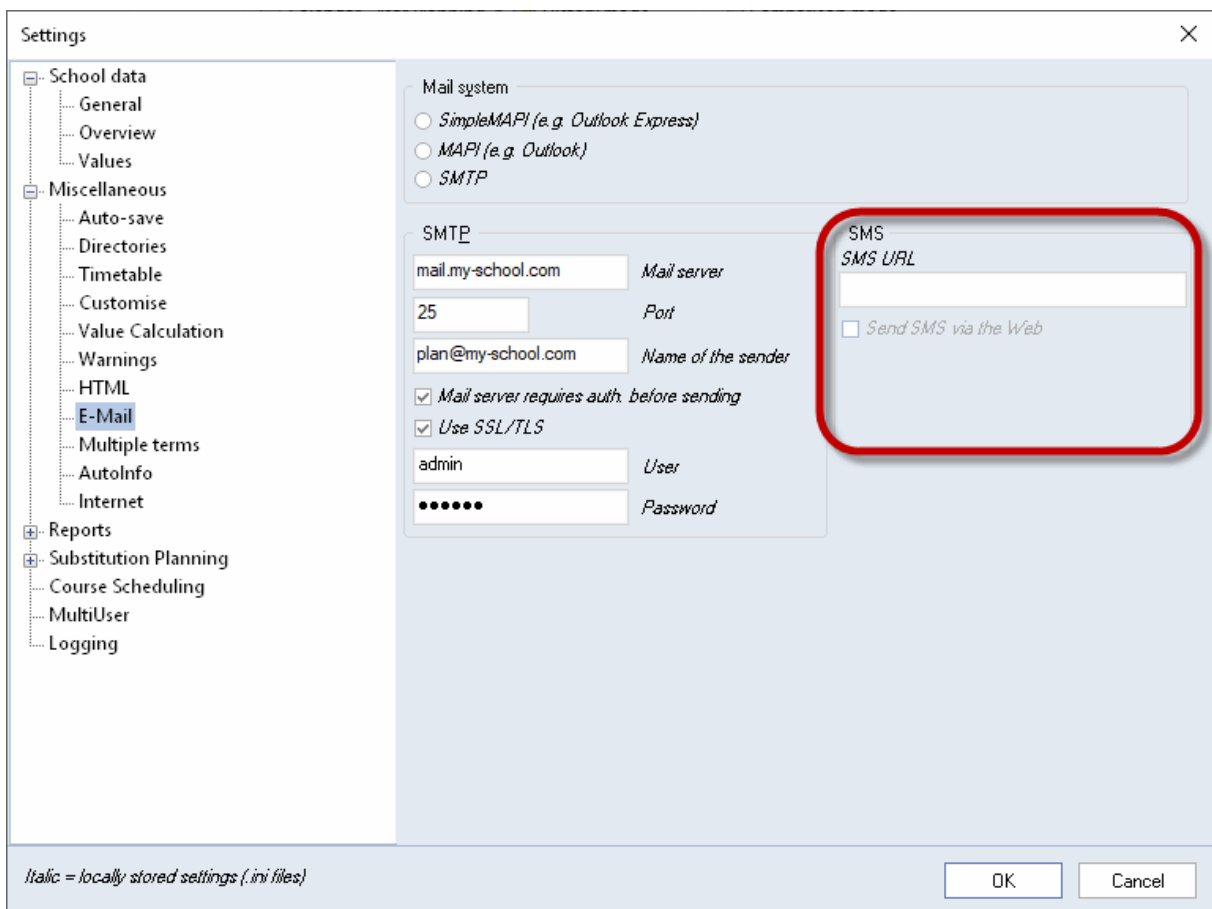 Settings
School data
General
Overview
Values
Miscellaneous
Auto-save
Directories
Timetable
Customise
Value Calculation
Warnings
HTML
E-Mail
Multiple terms
AutoInfo
Internet
Reports
Substitution Planning
Course Scheduling
MultiUser
Logging
Mail system
SimpleMAPI (e.g. Outlook Express)
MAPI (e.g. Outlook)
SMTP
SMTP
mail.my-school.com Mail server
25 Port
plan@my-school.com Name of the sender
Mail server requires auth. before sending
Use SSL/TLS
admin User
●●●●●● Password
SMS
SMS URL
Send SMS via the Web
Italic = locally stored settings (.ini files)
OK Cancel